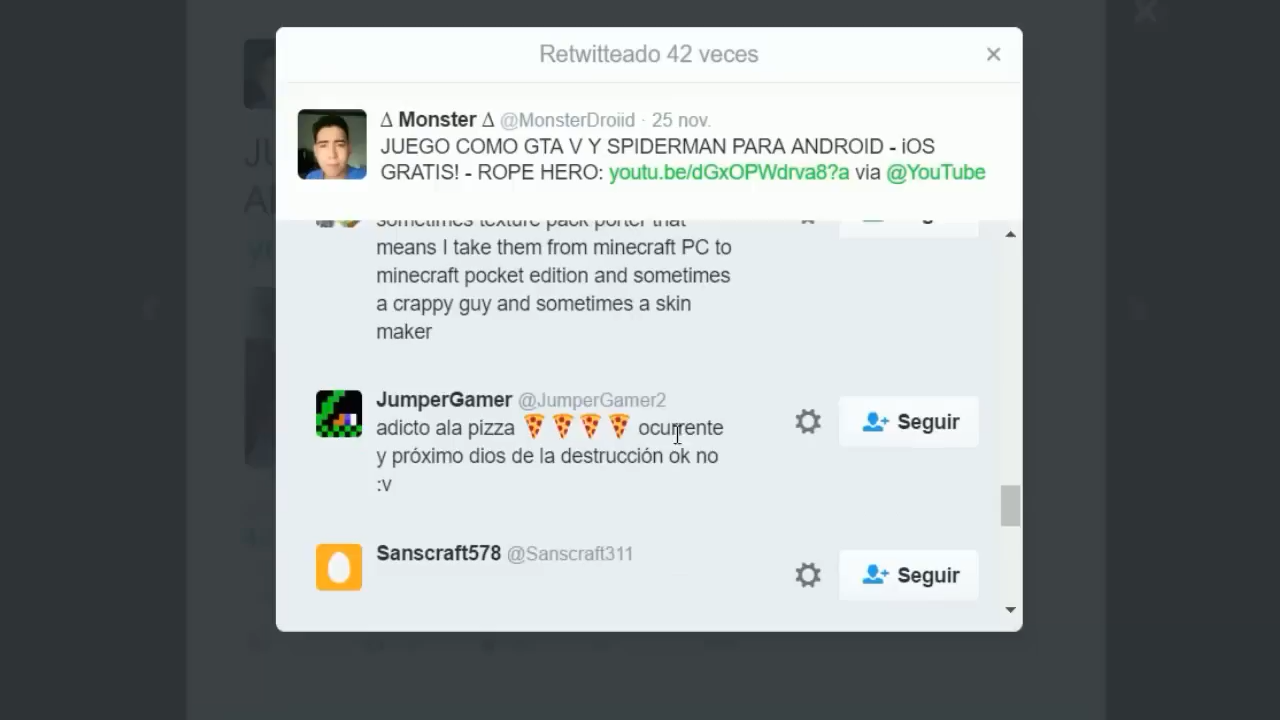 Retwitteado 42 veces
Δ Monster Δ @MonsterDroiid · 25 nov.
JUEGO COMO GTA V Y SPIDERMAN PARA ANDROID - iOS
GRATIS! - ROPE HERO: youtu.be/dGxOPWdrva8?a via @YouTube
sometimes texture pack porter that
means I take them from minecraft PC to
minecraft pocket edition and sometimes
a crappy guy and sometimes a skin
maker
JumperGamer @JumperGamer2
adicto ala pizza 🍕🍕🍕🍕 ocurrente
y próximo dios de la destrucción ok no
:v
Seguir
Sanscraft578 @Sanscraft311
Seguir